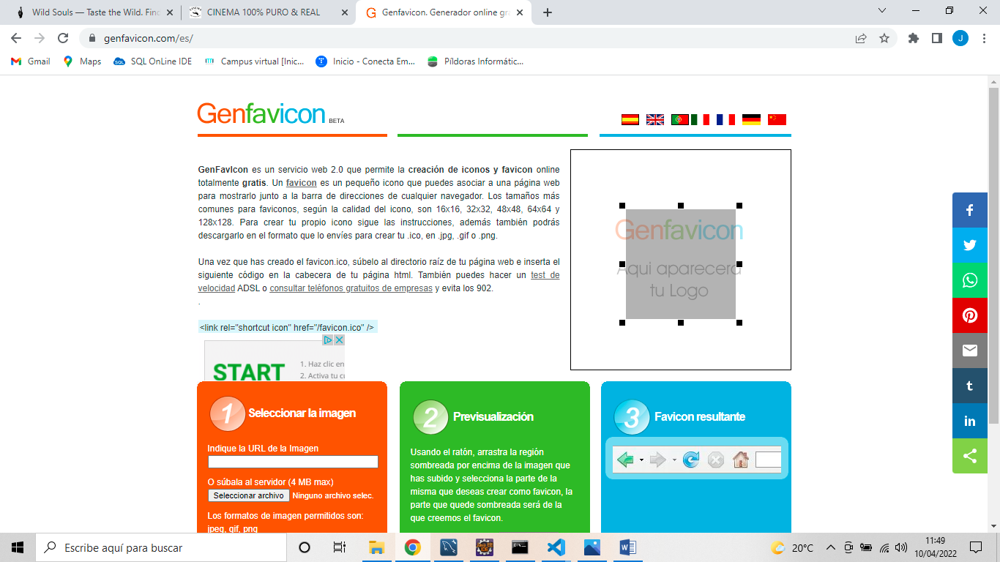 Wild Souls — Taste the Wild. Finc
CINEMA 100% PURO & REAL
Genfavicon. Generador online gra
genfavicon.com/es/
J
Gmail
Maps
SQL OnLine IDE
Campus virtual [Inic...
Inicio - Conecta Em...
Píldoras Informátic...
Genfavicon BETA
GenFavIcon es un servicio web 2.0 que permite la creación de iconos y favicon online
totalmente gratis. Un favicon es un pequeño icono que puedes asociar a una página web
para mostrarlo junto a la barra de direcciones de cualquier navegador. Los tamaños más
comunes para faviconos, según la calidad del icono, son 16x16, 32x32, 48x48, 64x64 y
128x128. Para crear tu propio icono sigue las instrucciones, además también podrás
descargarlo en el formato que lo envíes para crear tu .ico, en .jpg, .gif o .png.
Una vez que has creado el favicon.ico, súbelo al directorio raíz de tu página web e inserta el
siguiente código en la cabecera de tu página html. También puedes hacer un test de
velocidad ADSL o consultar teléfonos gratuitos de empresas y evita los 902.
.
<link rel="shortcut icon" href="/favicon.ico" />
START
1. Haz clic en
2. Activa tu cu
Genfavicon
Aqui aparecera
tu Logo
1 Seleccionar la imagen
Indique la URL de la Imagen
O súbala al servidor (4 MB max)
Seleccionar archivo Ninguno archivo selec.
Los formatos de imagen permitidos son:
jpeg, gif, png
2 Previsualización
Usando el ratón, arrastra la región
sombreada por encima de la imagen que
has subido y selecciona la parte de la
misma que deseas crear como favicon, la
parte que quede sombreada será de la
que creemos el favicon.
3 Favicon resultante
Escribe aquí para buscar
20°C
11:49
10/04/2022